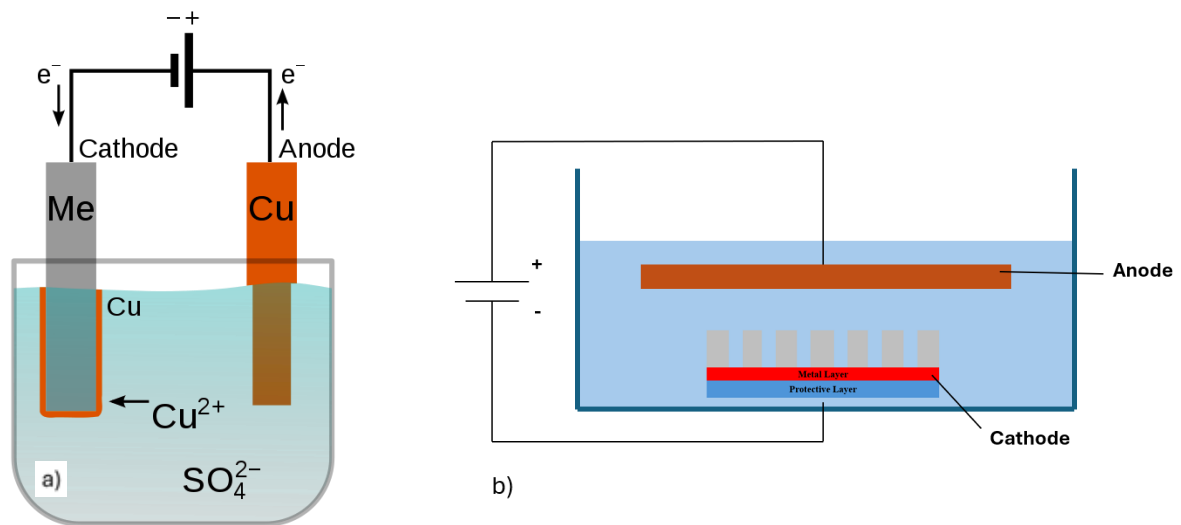 − +
e⁻
e⁻
Cathode
Anode
Me
Cu
Cu
Cu²⁺
SO₄²⁻
a)
+
-
Anode
Metal Layer
Protective Layer
Cathode
b)